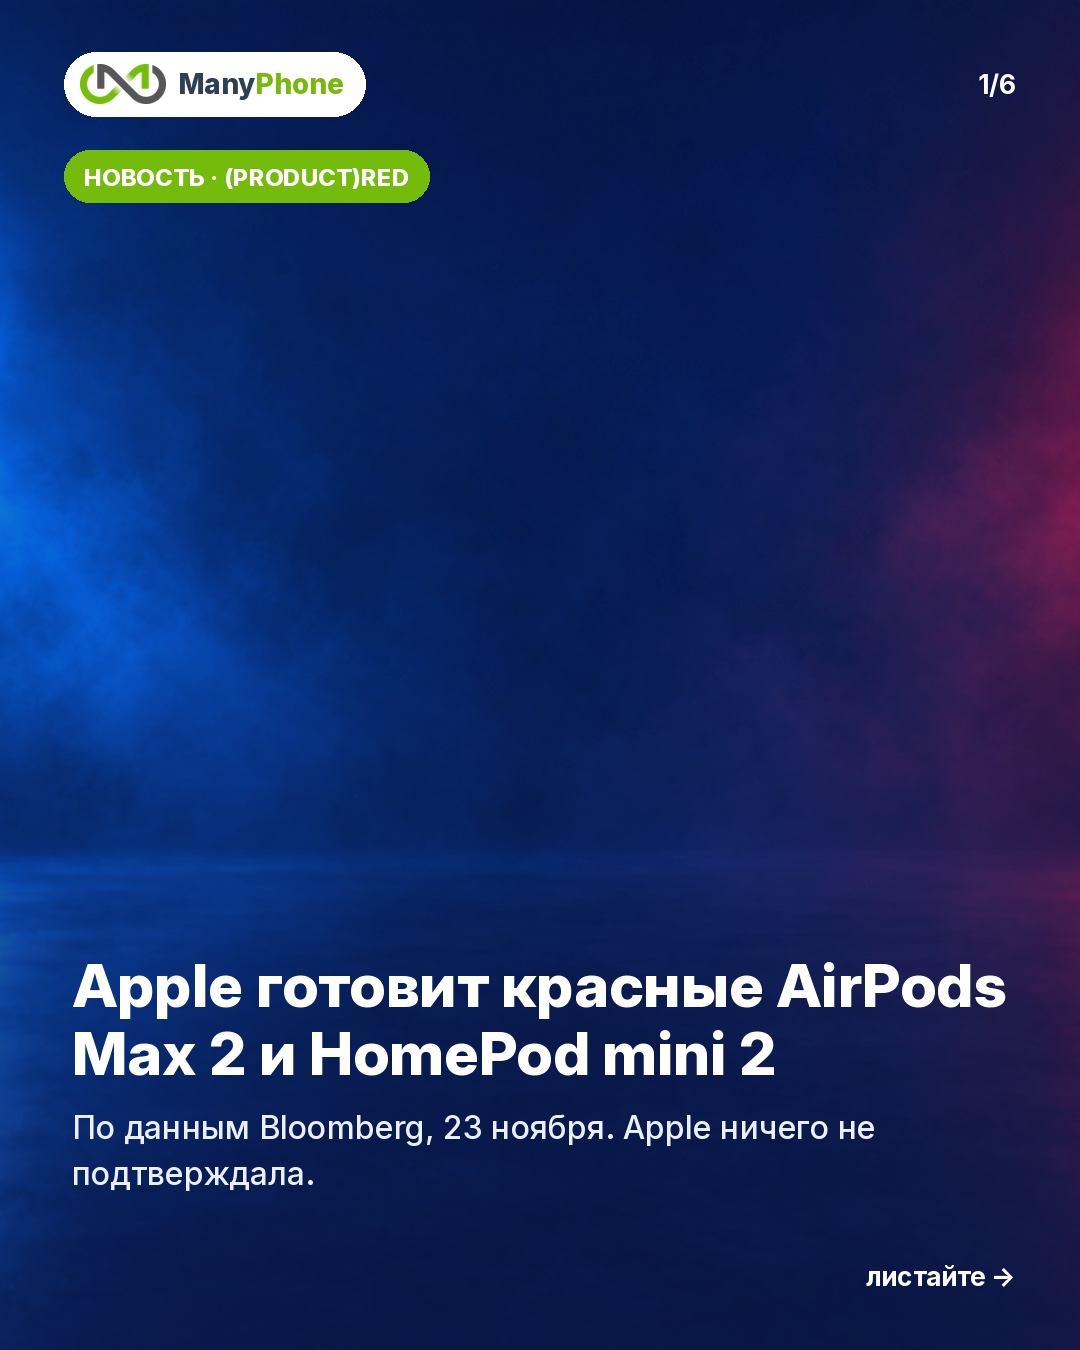 ManyPhone
1/6
НОВОСТЬ · (PRODUCT)RED
Apple готовит красные AirPods
Max 2 и HomePod mini 2
По данным Bloomberg, 23 ноября. Apple ничего не
подтверждала.
листайте →